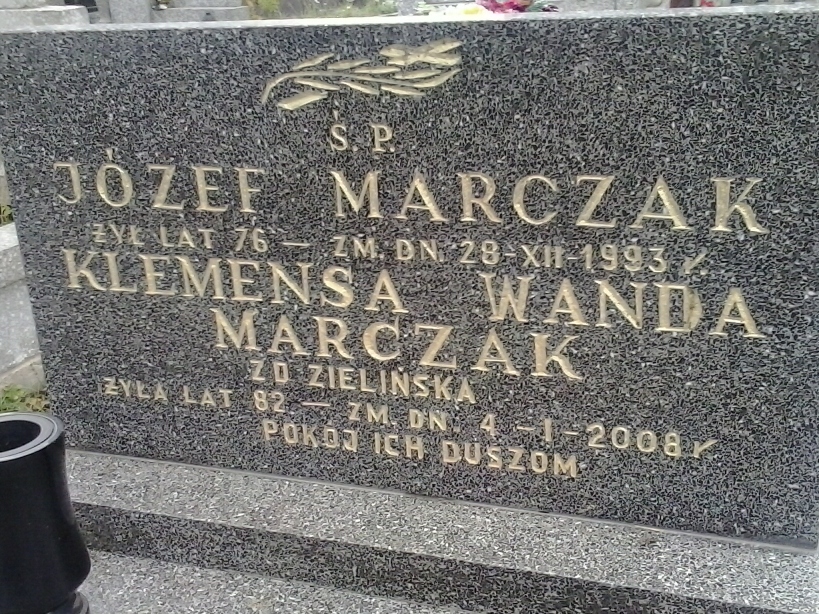 Ś. P.
JÓZEF MARCZAK
ŻYŁ LAT 76 — ZM. DN. 28-XII-1993 r.
KLEMENSA WANDA
MARCZAK
ZD ZIELIŃSKA
ŻYŁA LAT 82 — ZM. DN. 4-I-2008 r
POKÓJ ICH DUSZOM